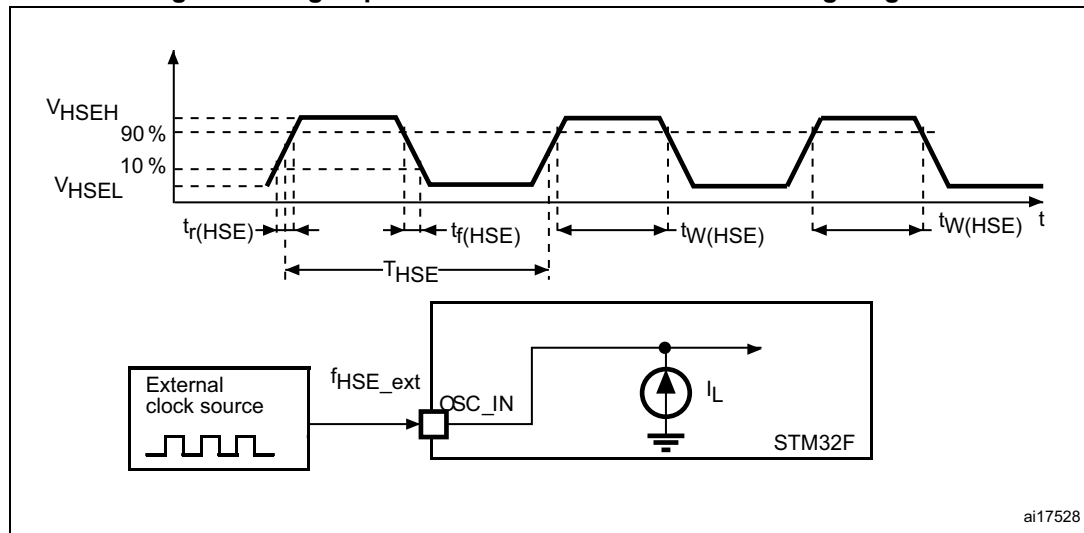 VHSEH
90 %
10 %
VHSEL
tr(HSE)
tf(HSE)
tW(HSE)
tW(HSE)
t
THSE
External
clock source
fHSE_ext
OSC_IN
IL
STM32F
ai17528